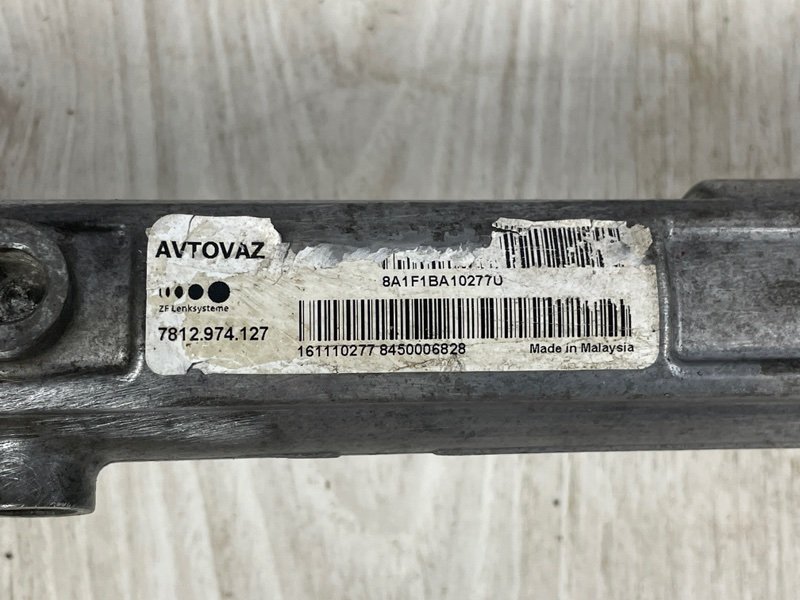 AVTOVAZ
8A1F1BA10277U
ZF Lenksysteme
7812.974.127
161110277 8450006828
Made in Malaysia